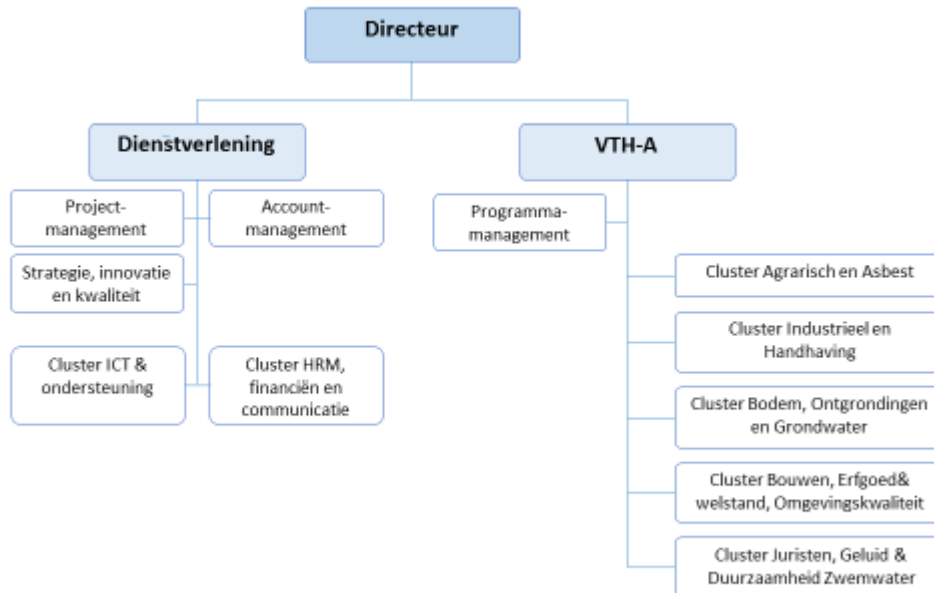 Directeur
Dienstverlening
VTH-A
Project-
management
Account-
management
Programma-
management
Strategie, innovatie
en kwaliteit
Cluster Agrarisch en Asbest
Cluster Industrieel en
Handhaving
Cluster ICT &
ondersteuning
Cluster HRM,
financiën en
communicatie
Cluster Bodem, Ontgrondingen
en Grondwater
Cluster Bouwen, Erfgoed&
welstand, Omgevingskwaliteit
Cluster Juristen, Geluid &
Duurzaamheid Zwemwater